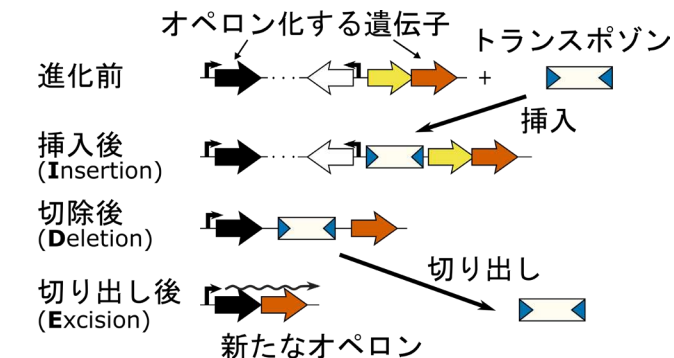 オペロン化する遺伝子
トランスポゾン
進化前
+
挿入
挿入後
(Insertion)
切除後
(Deletion)
切り出し
切り出し後
(Excision)
新たなオペロン